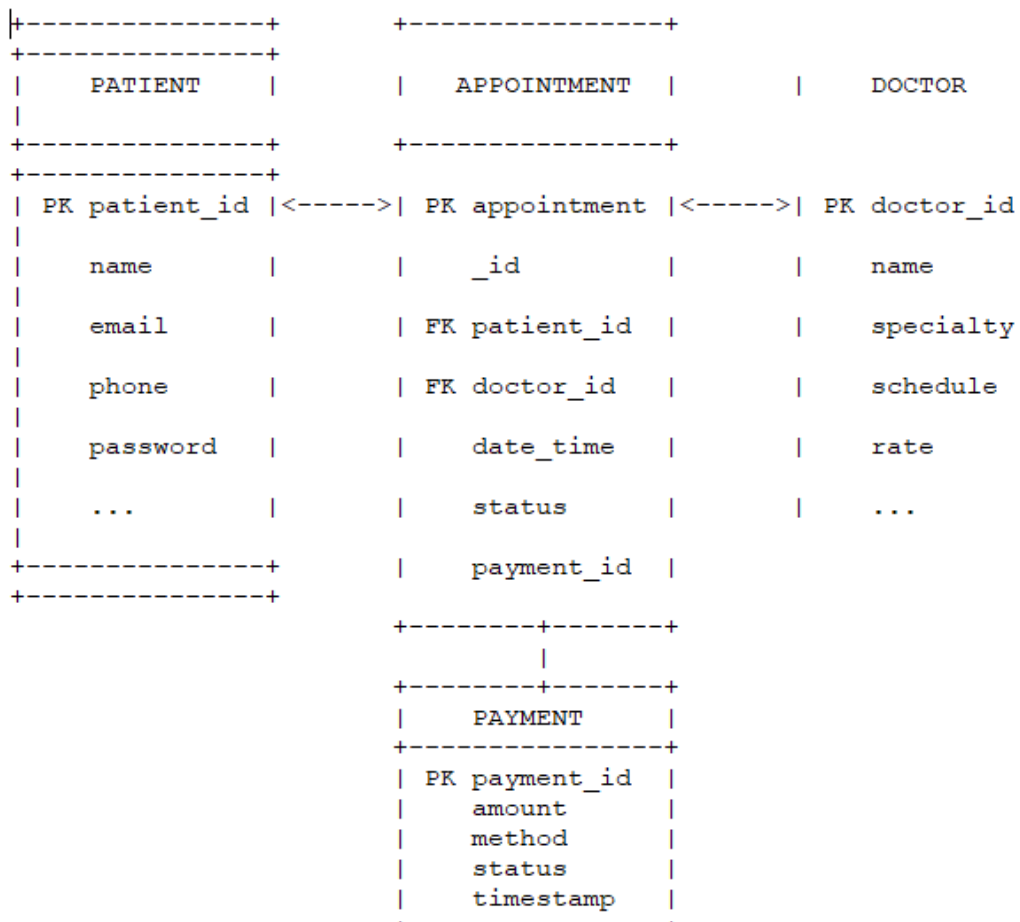 +---------------+       +----------------+
+---------------+
|    PATIENT    |       |   APPOINTMENT  |       |    DOCTOR
|
+---------------+       +----------------+
+---------------+
| PK patient_id |<----->| PK appointment |<----->| PK doctor_id
|
|    name       |       |    _id         |       |    name
|
|    email      |       | FK patient_id  |       |    specialty
|
|    phone      |       | FK doctor_id   |       |    schedule
|
|    password   |       |    date_time   |       |    rate
|
|    ...        |       |    status      |       |    ...
|
+---------------+       |    payment_id  |
+---------------+
                        +--------+-------+
                                 |
                        +--------+-------+
                        |    PAYMENT     |
                        +----------------+
                        | PK payment_id  |
                        |    amount      |
                        |    method      |
                        |    status      |
                        |    timestamp   |